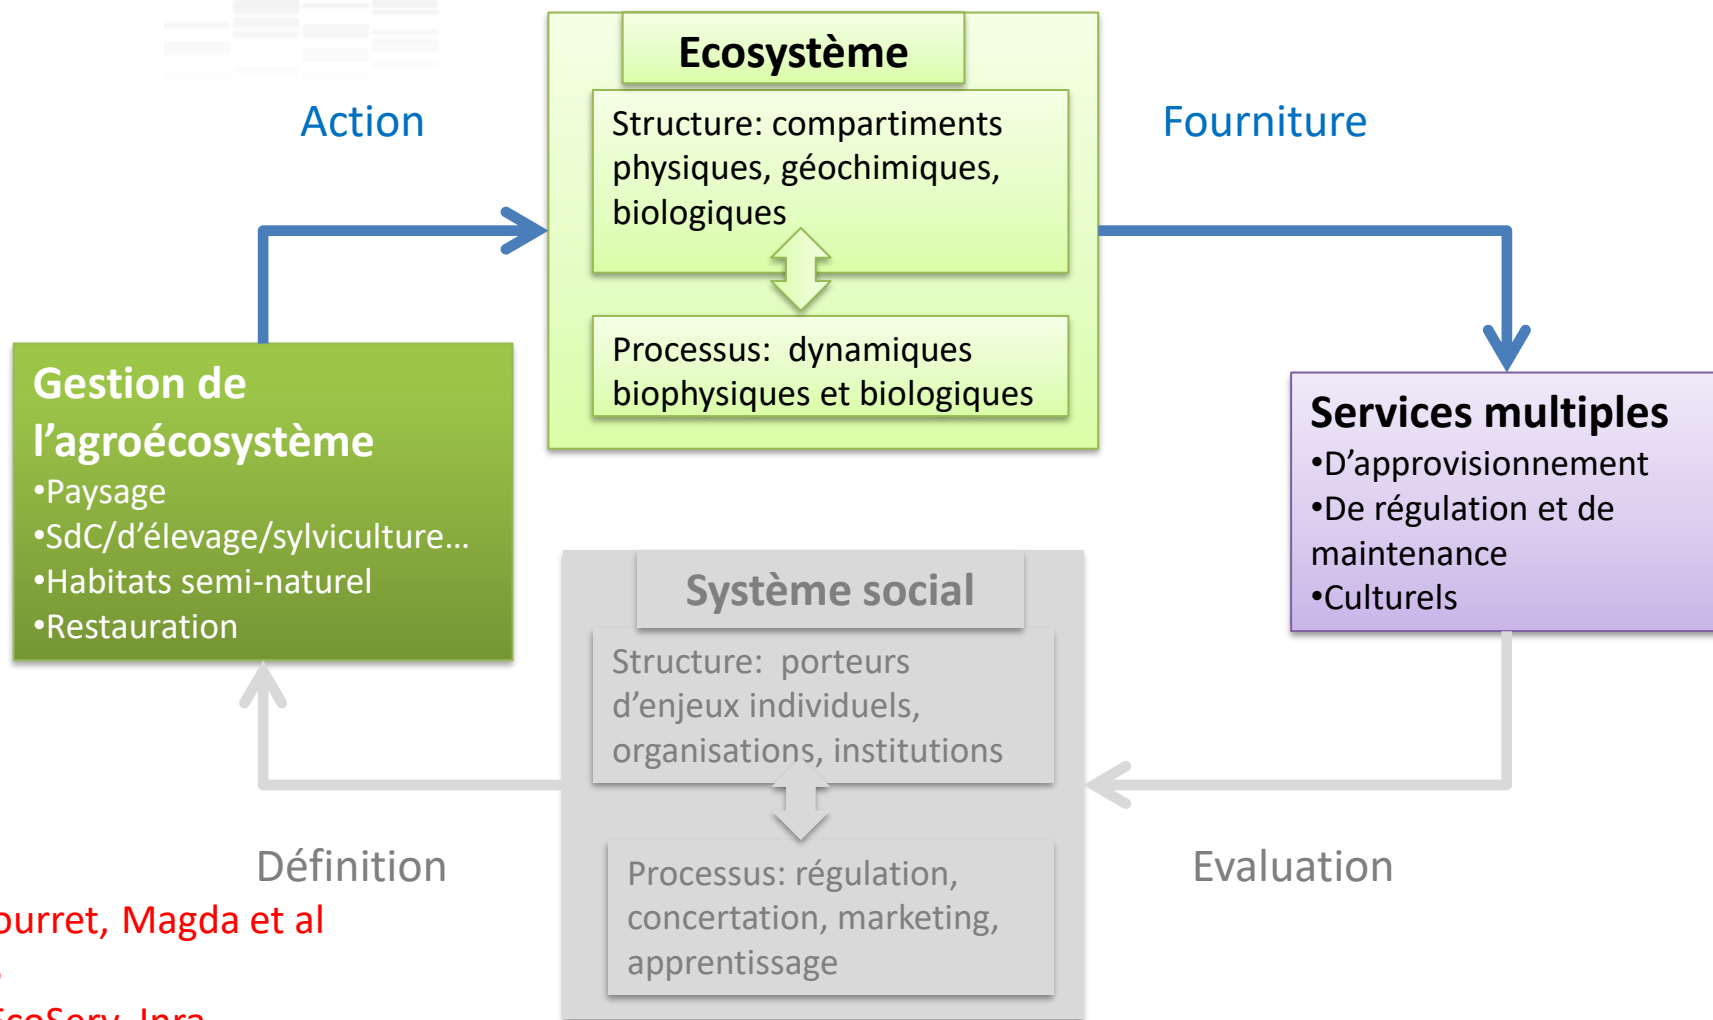 Ecosystème
Structure: compartiments
physiques, géochimiques,
biologiques
Processus:  dynamiques
biophysiques et biologiques
Action
Fourniture
Gestion de
l’agroécosystème
•Paysage
•SdC/d’élevage/sylviculture…
•Habitats semi-naturel
•Restauration
Services multiples
•D’approvisionnement
•De régulation et de
maintenance
•Culturels
Système social
Structure:  porteurs
d’enjeux individuels,
organisations, institutions
Processus: régulation,
concertation, marketing,
apprentissage
Définition
Evaluation
Magda et al
Inra